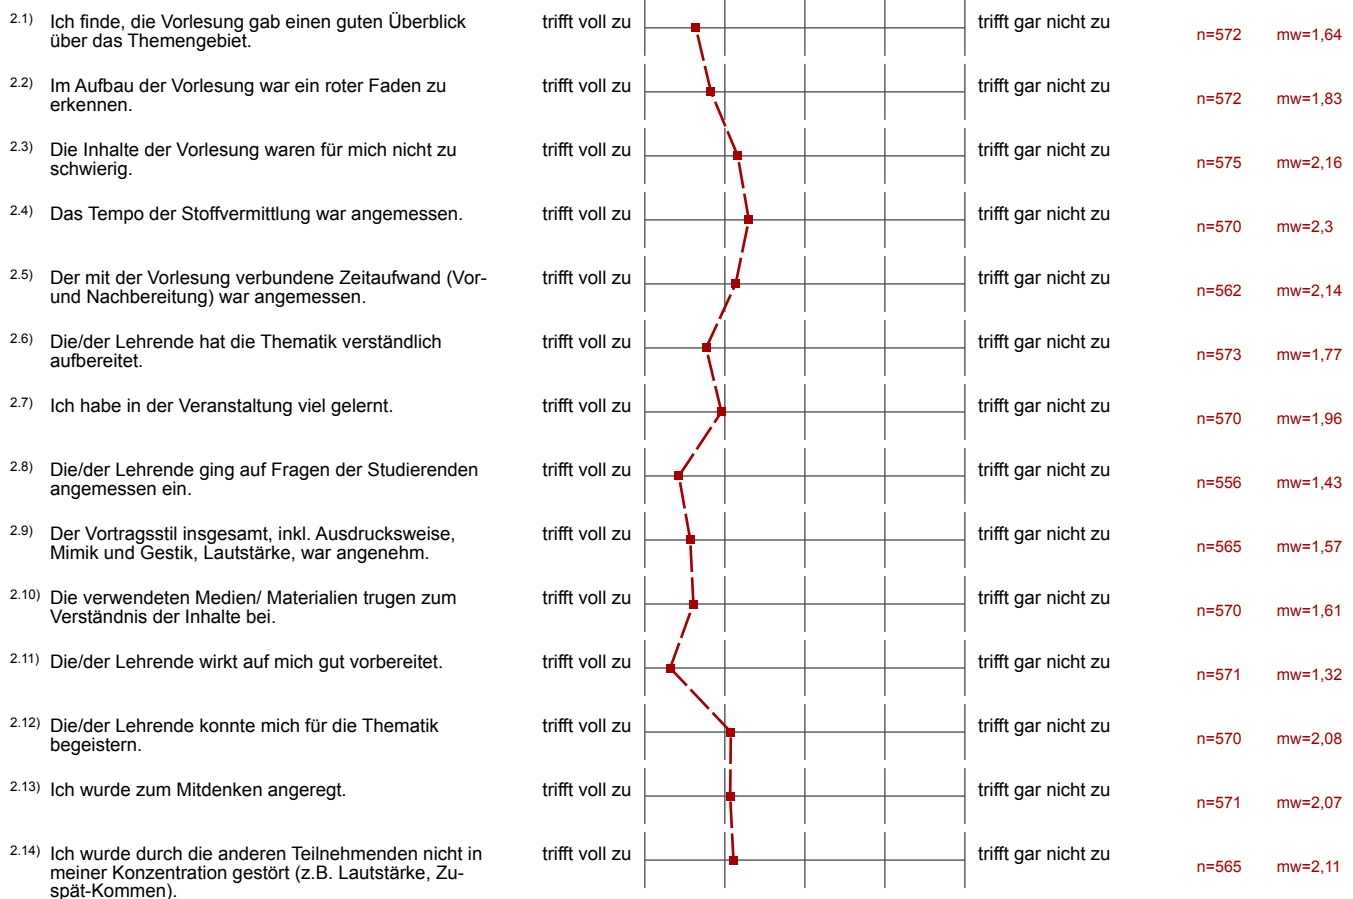 2.1) Ich finde, die Vorlesung gab einen guten Überblick trifft voll zu trifft gar nicht zu n=572 mw=1,64
über das Themengebiet.
2.2) Im Aufbau der Vorlesung war ein roter Faden zu trifft voll zu trifft gar nicht zu n=572 mw=1,83
erkennen.
2.3) Die Inhalte der Vorlesung waren für mich nicht zu trifft voll zu trifft gar nicht zu n=575 mw=2,16
schwierig.
2.4) Das Tempo der Stoffvermittlung war angemessen. trifft voll zu trifft gar nicht zu n=570 mw=2,3
2.5) Der mit der Vorlesung verbundene Zeitaufwand (Vor- trifft voll zu trifft gar nicht zu n=562 mw=2,14
und Nachbereitung) war angemessen.
2.6) Die/der Lehrende hat die Thematik verständlich trifft voll zu trifft gar nicht zu n=573 mw=1,77
aufbereitet.
2.7) Ich habe in der Veranstaltung viel gelernt. trifft voll zu trifft gar nicht zu n=570 mw=1,96
2.8) Die/der Lehrende ging auf Fragen der Studierenden trifft voll zu trifft gar nicht zu n=556 mw=1,43
angemessen ein.
2.9) Der Vortragsstil insgesamt, inkl. Ausdrucksweise, trifft voll zu trifft gar nicht zu n=565 mw=1,57
Mimik und Gestik, Lautstärke, war angenehm.
2.10) Die verwendeten Medien/ Materialien trugen zum trifft voll zu trifft gar nicht zu n=570 mw=1,61
Verständnis der Inhalte bei.
2.11) Die/der Lehrende wirkt auf mich gut vorbereitet. trifft voll zu trifft gar nicht zu n=571 mw=1,32
2.12) Die/der Lehrende konnte mich für die Thematik trifft voll zu trifft gar nicht zu n=570 mw=2,08
begeistern.
2.13) Ich wurde zum Mitdenken angeregt. trifft voll zu trifft gar nicht zu n=571 mw=2,07
2.14) Ich wurde durch die anderen Teilnehmenden nicht in trifft voll zu trifft gar nicht zu n=565 mw=2,11
meiner Konzentration gestört (z.B. Lautstärke, Zu-
spät-Kommen).